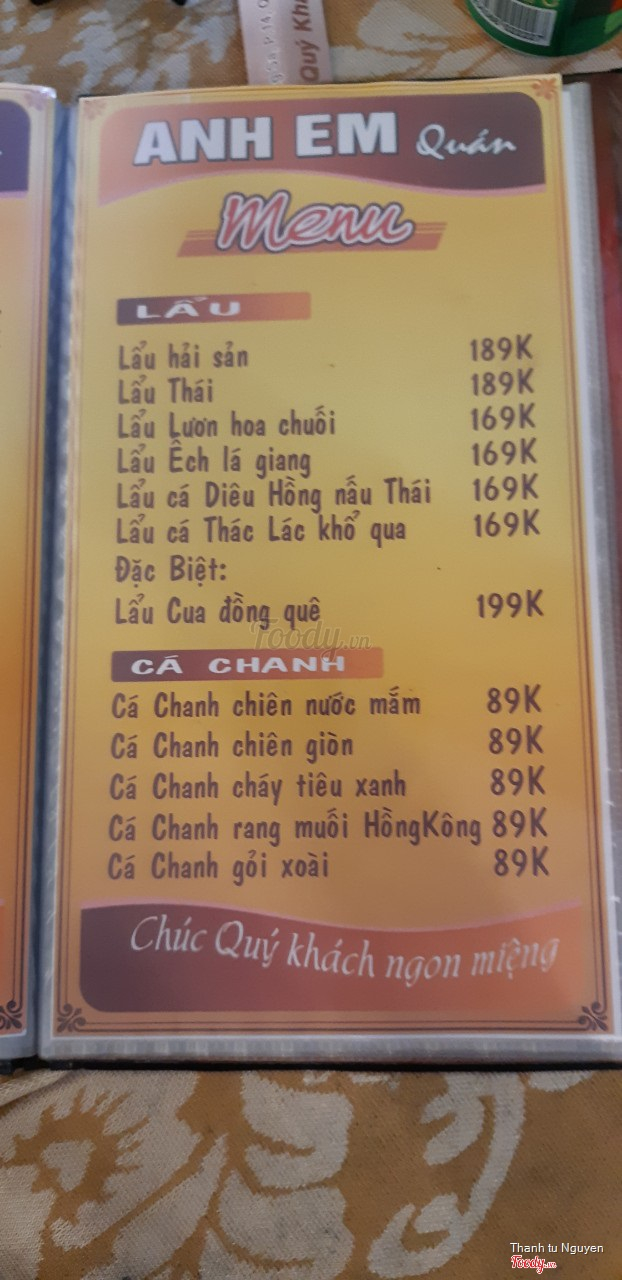 ANH EM Quán
Menu
LẨU
Lẩu hải sản 189K
Lẩu Thái 189K
Lẩu Lươn hoa chuối 169K
Lẩu Ếch lá giang 169K
Lẩu cá Diêu Hồng nấu Thái 169K
Lẩu cá Thác Lác khổ qua 169K
Đặc Biệt:
Lẩu Cua đồng quê 199K
Foody.vn
CÁ CHANH
Cá Chanh chiên nước mắm 89K
Cá Chanh chiên giòn 89K
Cá Chanh cháy tiêu xanh 89K
Cá Chanh rang muối HồngKông 89K
Cá Chanh gỏi xoài 89K
Chúc Quý khách ngon miệng
Thanh tu Nguyen
Foody.vn